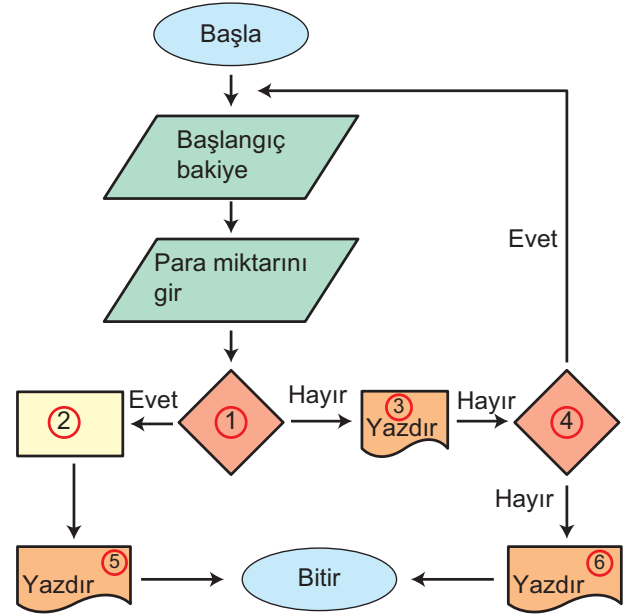 Başla
Başlangıç
bakiye
Para miktarını
gir
Evet
Evet
Hayır
Hayır
2
1
3
Yazdır
4
Hayır
5
Yazdır
Bitir
6
Yazdır